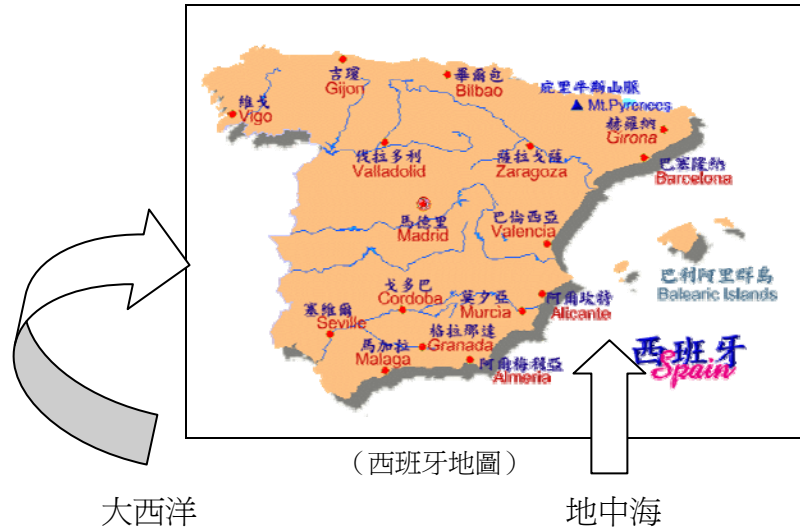 吉瓊
Gijon
畢爾包
Bilbao
庇里牛斯山脈
▲ Mt.Pyrenees
維戈
Vigo
赫羅納
Girona
伐拉多利
Valladolid
薩拉戈薩
Zaragoza
巴塞隆納
Barcelona
馬德里
Madrid
巴倫西亞
Valencia
巴利阿里群島
Balearic Islands
戈多巴
Cordoba
莫夕亞
Murcia
阿爾坎特
Alicante
塞維爾
Seville
格拉那達
Granada
馬加拉
Malaga
阿爾梅利亞
Almeria
西班牙
Spain
（西班牙地圖）
大西洋
地中海